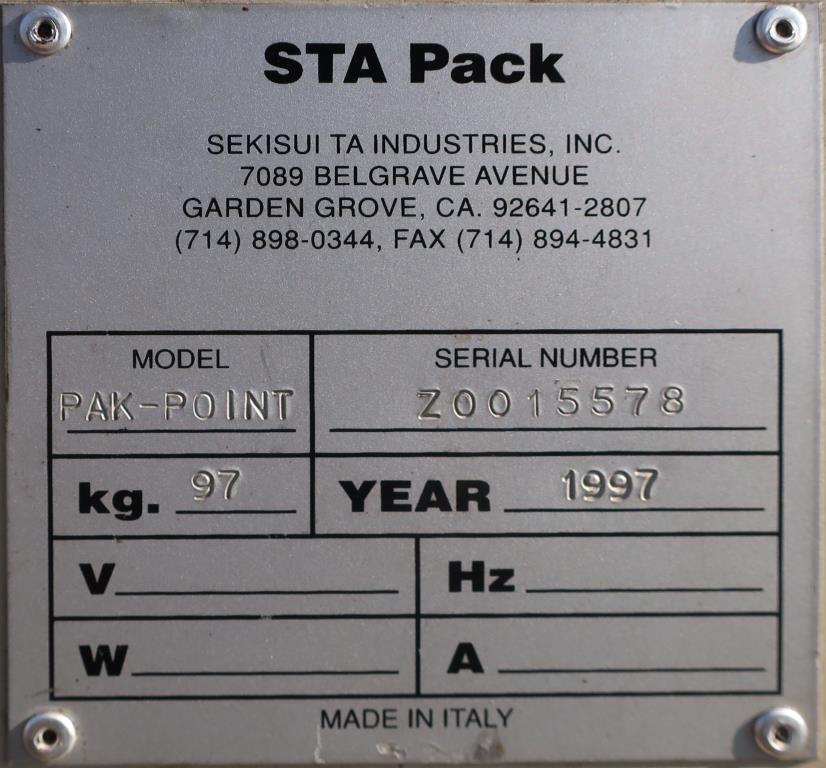 STA Pack
SEKISUI TA INDUSTRIES, INC.
7089 BELGRAVE AVENUE
GARDEN GROVE, CA. 92641-2807
(714) 898-0344, FAX (714) 894-4831
MODEL
PAK-POINT
SERIAL NUMBER
Z0015578
kg. 97
YEAR 1997
V
Hz
W
A
MADE IN ITALY